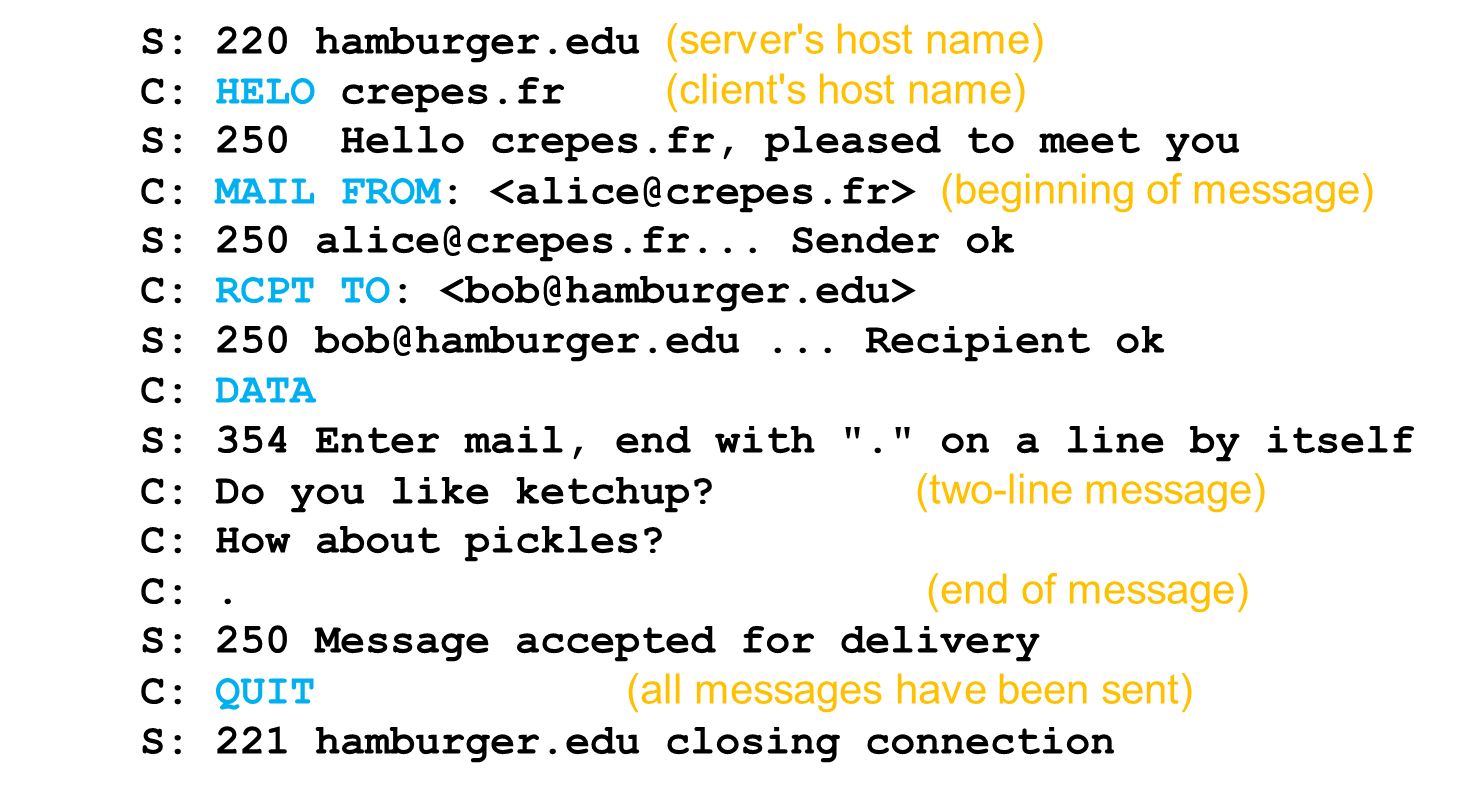 S: 220 hamburger.edu (server's host name)
C: HELO crepes.fr (client's host name)
S: 250 Hello crepes.fr, pleased to meet you
C: MAIL FROM: <alice@crepes.fr> (beginning of message)
S: 250 alice@crepes.fr... Sender ok
C: RCPT TO: <bob@hamburger.edu>
S: 250 bob@hamburger.edu ... Recipient ok
C: DATA
S: 354 Enter mail, end with "." on a line by itself
C: Do you like ketchup? (two-line message)
C: How about pickles?
C: . (end of message)
S: 250 Message accepted for delivery
C: QUIT (all messages have been sent)
S: 221 hamburger.edu closing connection